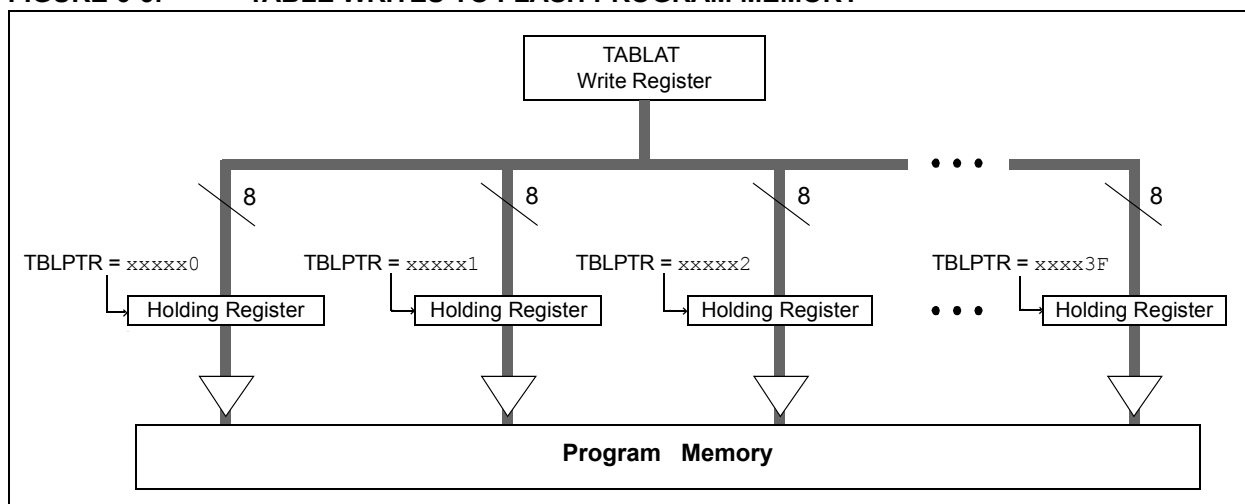 FIGURE 6-5: TABLE WRITES TO FLASH PROGRAM MEMORY
TABLAT
Write Register
8 8 8 8
TBLPTR = xxxxx0 TBLPTR = xxxxx1 TBLPTR = xxxxx2 TBLPTR = xxxx3F
Holding Register Holding Register Holding Register Holding Register
Program Memory